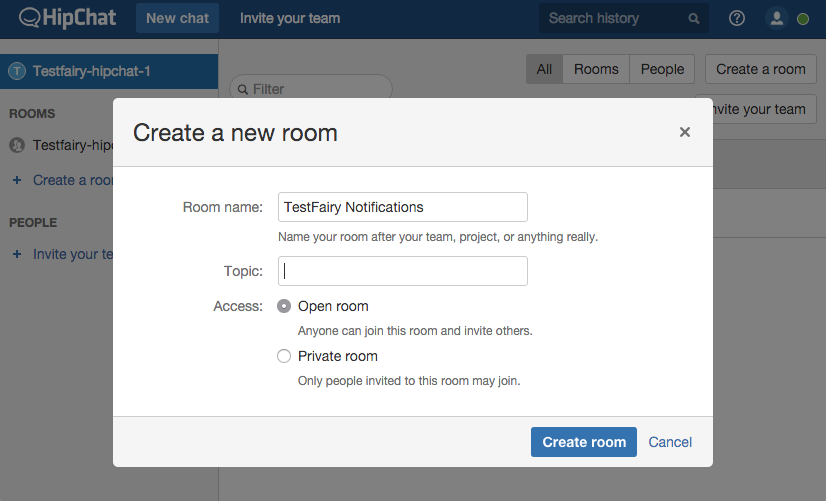 HipChat New chat Invite your team Search history
T Testfairy-hipchat-1
All Rooms People Create a room
Filter
nvite your team
ROOMS
Testfairy-hip
+ Create a roo
PEOPLE
+ Invite your te
Create a new room ×
Room name: TestFairy Notifications
Name your room after your team, project, or anything really.
Topic:
Access: Open room
Anyone can join this room and invite others.
Private room
Only people invited to this room may join.
Create room Cancel